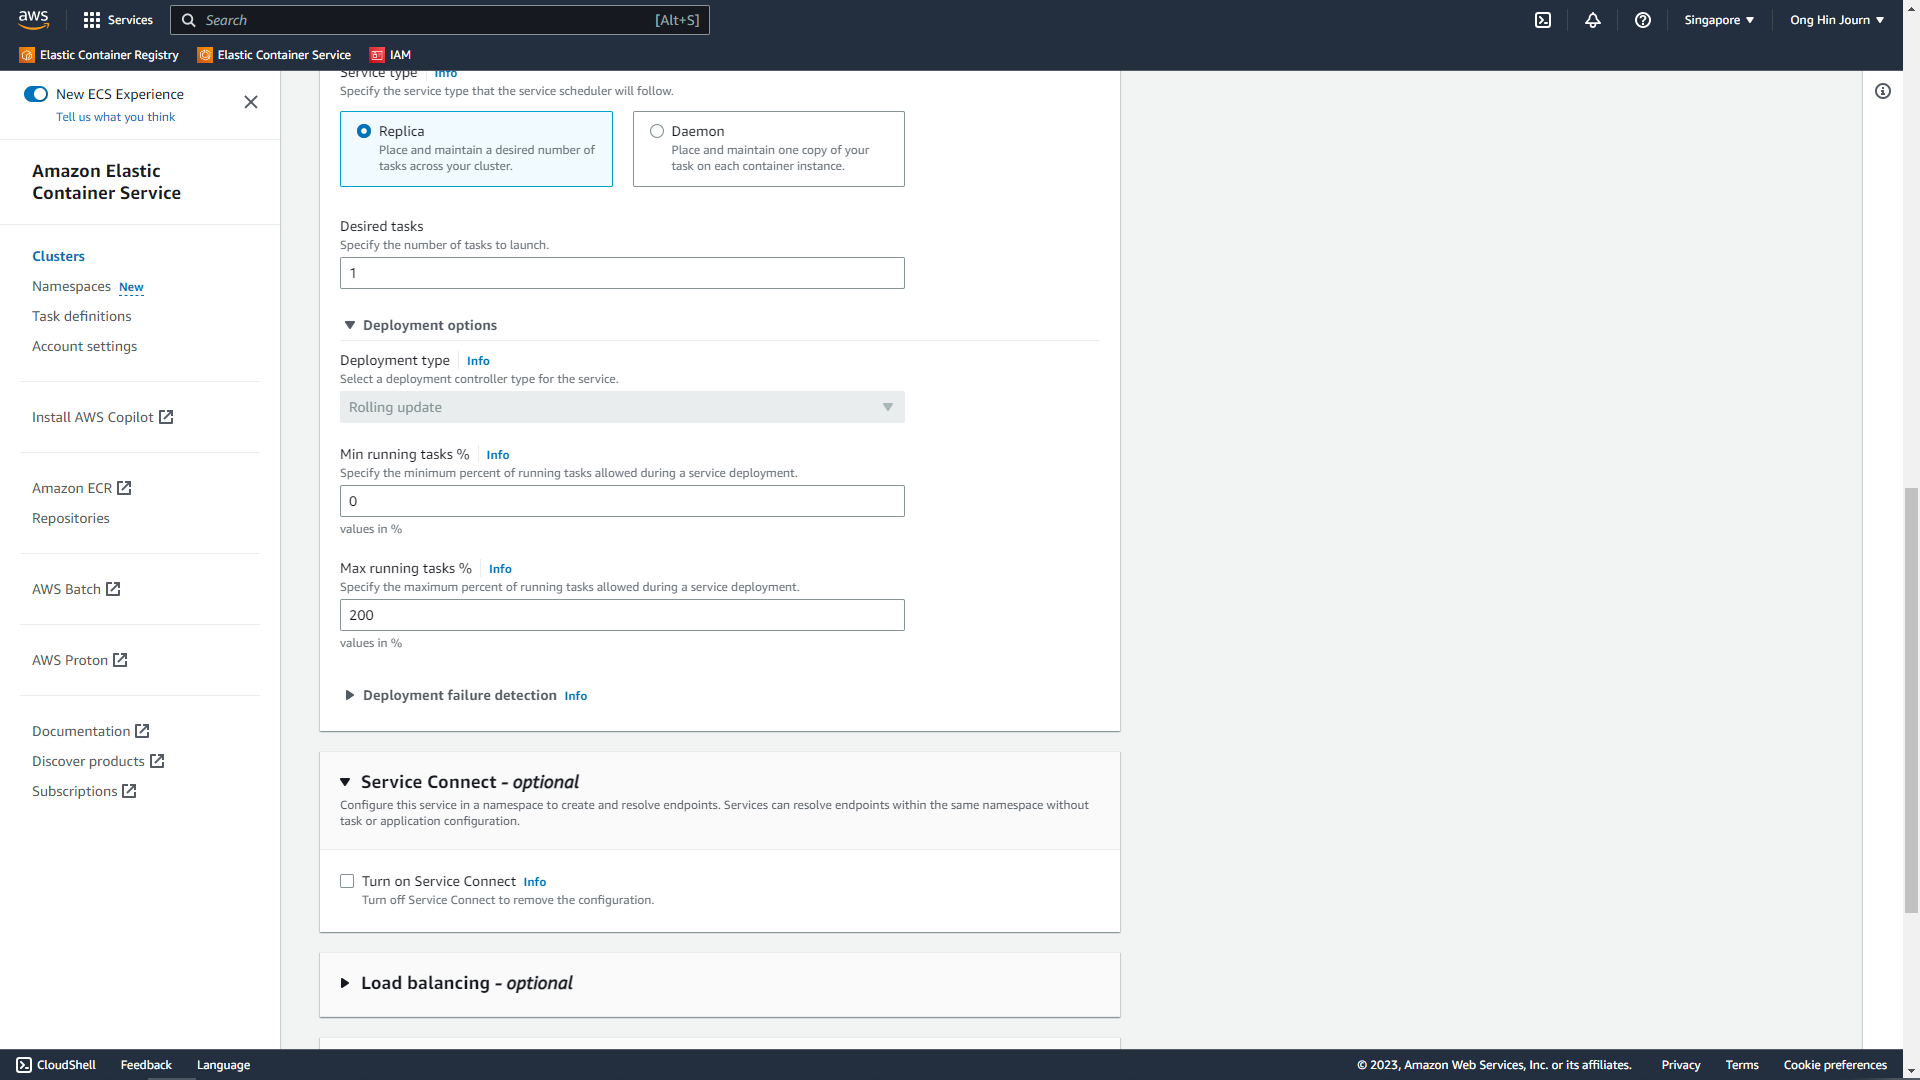 aws
Services
Search
[Alt+S]
Singapore
Ong Hin Journ
Elastic Container Registry
Elastic Container Service
IAM
New ECS Experience
Tell us what you think
Amazon Elastic
Container Service
Clusters
Namespaces New
Task definitions
Account settings
Install AWS Copilot
Amazon ECR
Repositories
AWS Batch
AWS Proton
Documentation
Discover products
Subscriptions
Service type Info
Specify the service type that the service scheduler will follow.
Replica
Place and maintain a desired number of
tasks across your cluster.
Daemon
Place and maintain one copy of your
task on each container instance.
Desired tasks
Specify the number of tasks to launch.
1
Deployment options
Deployment type Info
Select a deployment controller type for the service.
Rolling update
Min running tasks % Info
Specify the minimum percent of running tasks allowed during a service deployment.
0
values in %
Max running tasks % Info
Specify the maximum percent of running tasks allowed during a service deployment.
200
values in %
Deployment failure detection Info
Service Connect - optional
Configure this service in a namespace to create and resolve endpoints. Services can resolve endpoints within the same namespace without
task or application configuration.
Turn on Service Connect Info
Turn off Service Connect to remove the configuration.
Load balancing - optional
CloudShell
Feedback
Language
© 2023, Amazon Web Services, Inc. or its affiliates.
Privacy
Terms
Cookie preferences